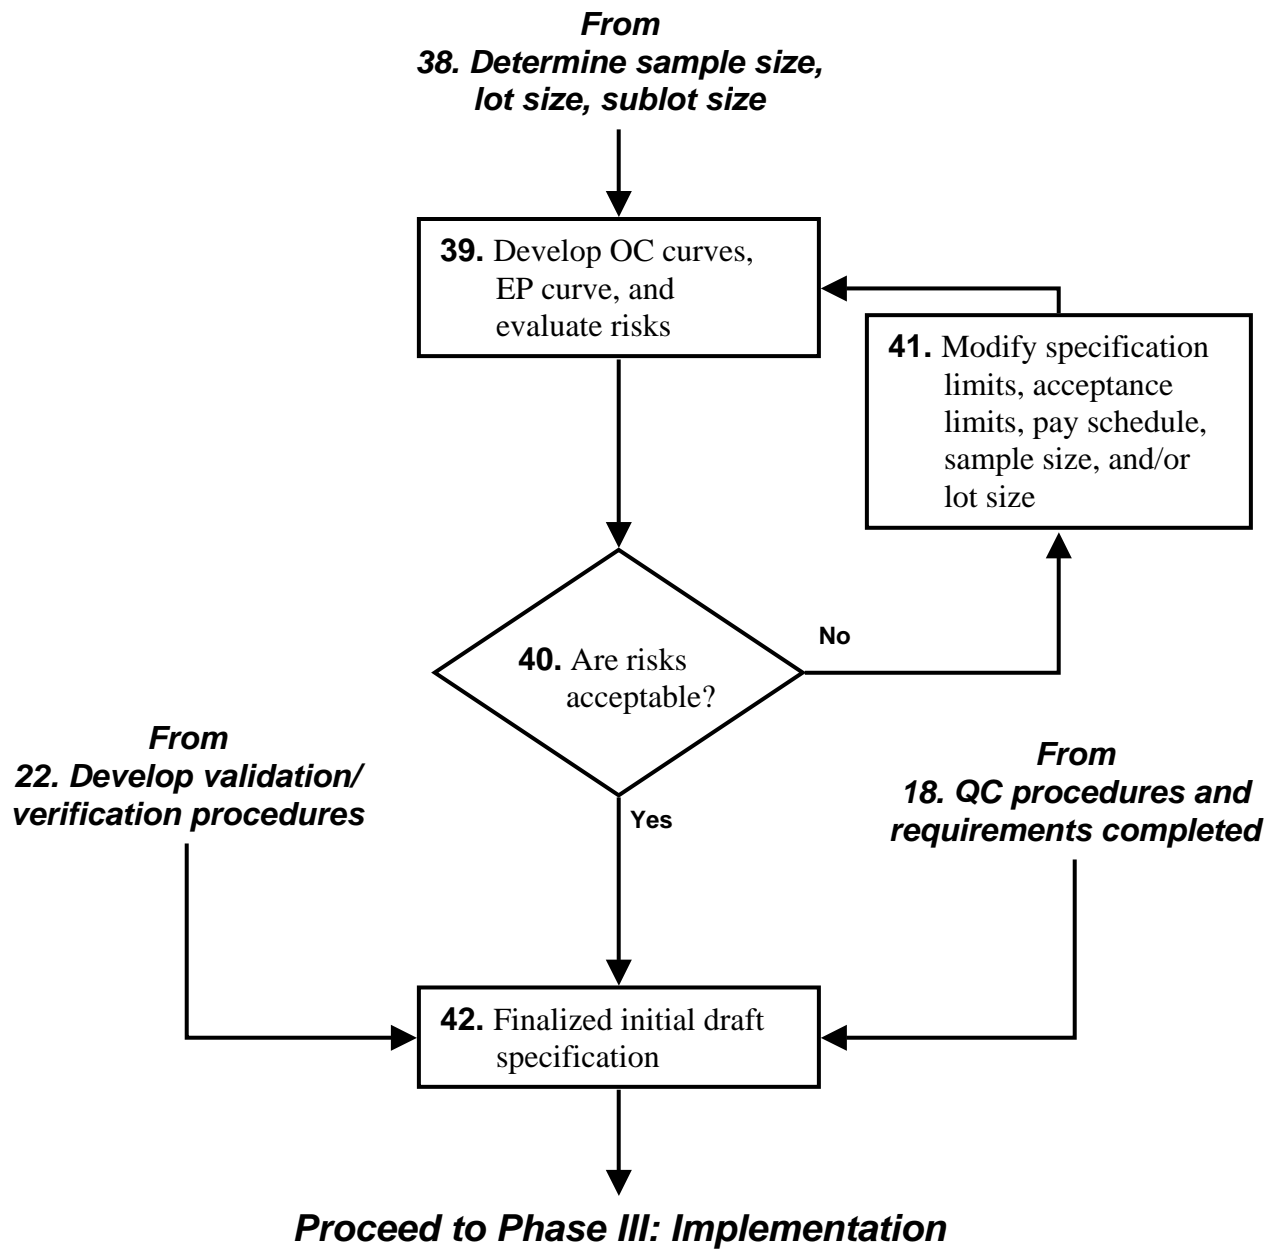 From
38. Determine sample size,
lot size, sublot size
39. Develop OC curves,
EP curve, and
evaluate risks
41. Modify specification
limits, acceptance
limits, pay schedule,
sample size, and/or
lot size
40. Are risks
acceptable?
No
Yes
From
22. Develop validation/
verification procedures
From
18. QC procedures and
requirements completed
42. Finalized initial draft
specification
Proceed to Phase III: Implementation